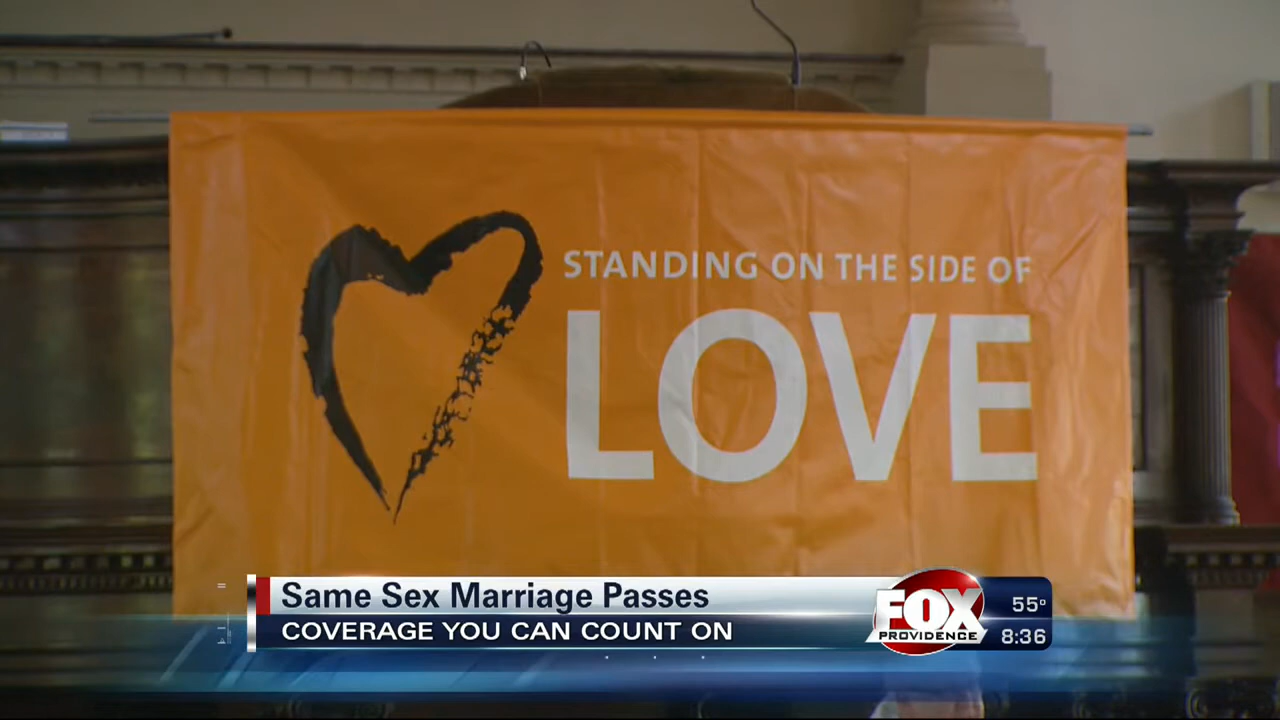 STANDING ON THE SIDE OF
LOVE
Same Sex Marriage Passes
COVERAGE YOU CAN COUNT ON
FOX
PROVIDENCE
55°
8:36